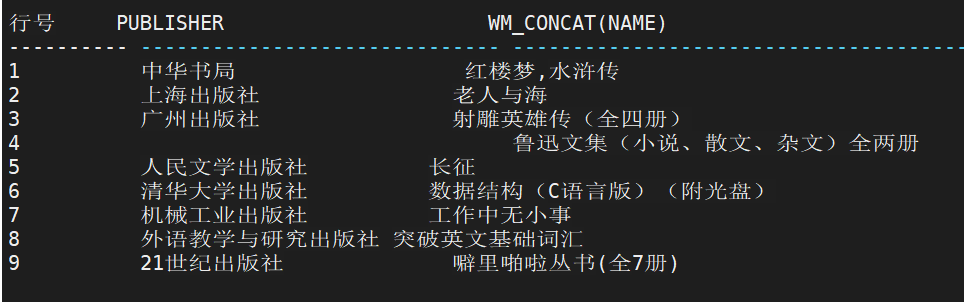 行号 PUBLISHER WM_CONCAT(NAME)
---------- ------------------------------ --------------------------------------
1 中华书局 红楼梦,水浒传
2 上海出版社 老人与海
3 广州出版社 射雕英雄传（全四册）
4 鲁迅文集（小说、散文、杂文）全两册
5 人民文学出版社 长征
6 清华大学出版社 数据结构（C语言版）（附光盘）
7 机械工业出版社 工作中无小事
8 外语教学与研究出版社 突破英文基础词汇
9 21世纪出版社 噼里啪啦丛书(全7册)